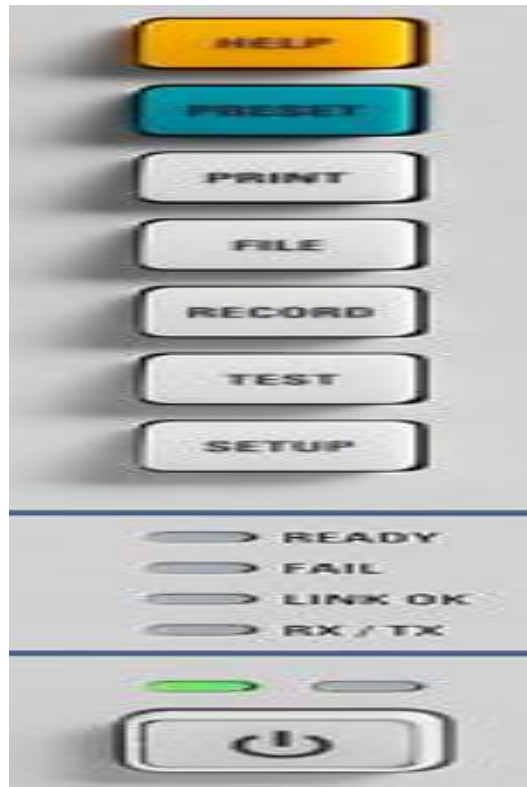 HELP
PRESET
PRINT
FILE
RECORD
TEST
SETUP
READY
FAIL
LINK OK
RX / TX